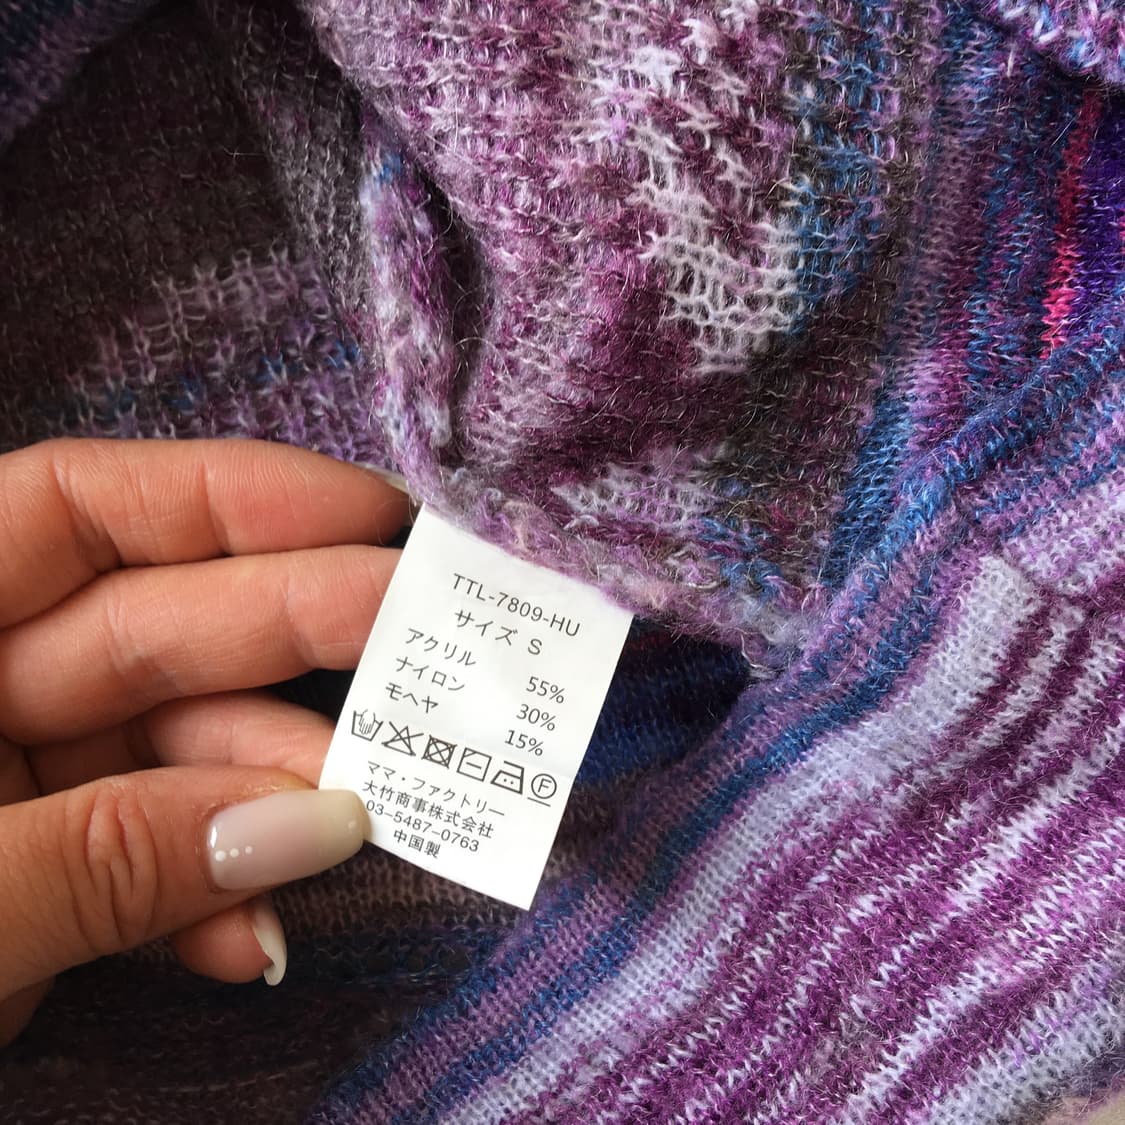 TTL-7809-HU
サイズ S
アクリル 55%
ナイロン 30%
モヘヤ 15%
ママ・ファクトリー
大竹商事株式会社
03-5487-0763
中国製